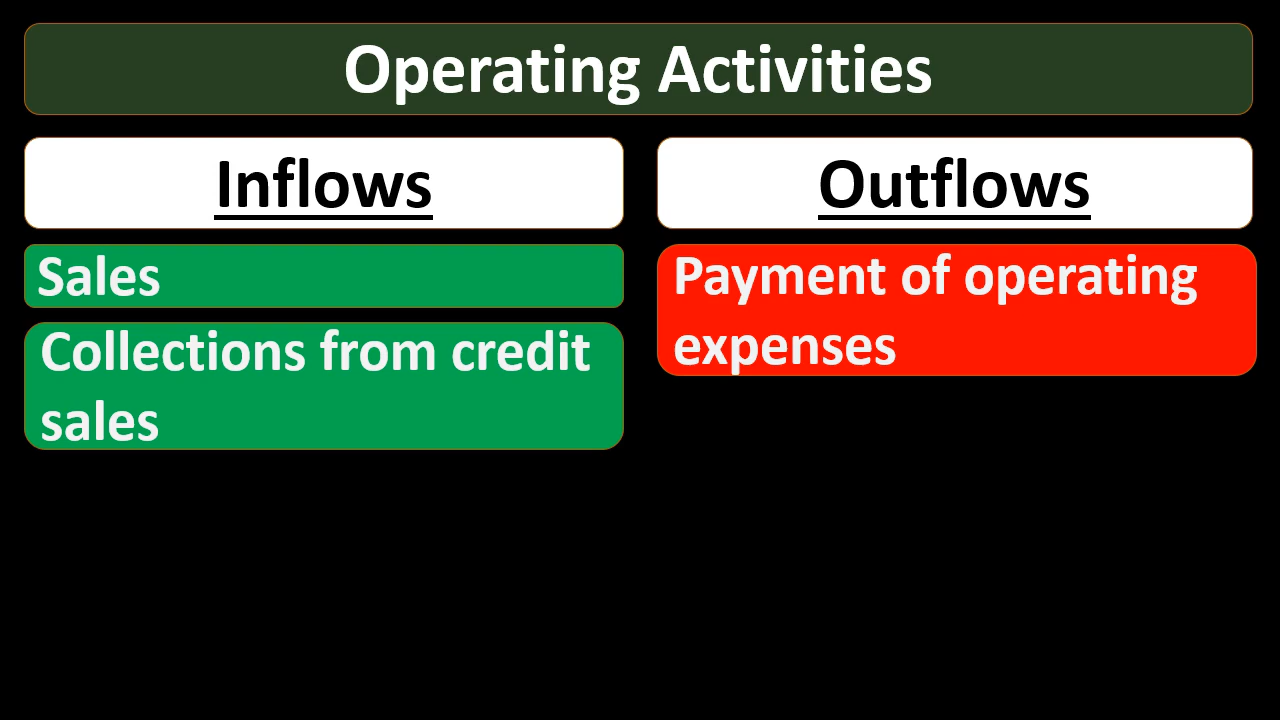 Operating Activities
Inflows
Outflows
Sales
Collections from credit
sales
Payment of operating
expenses